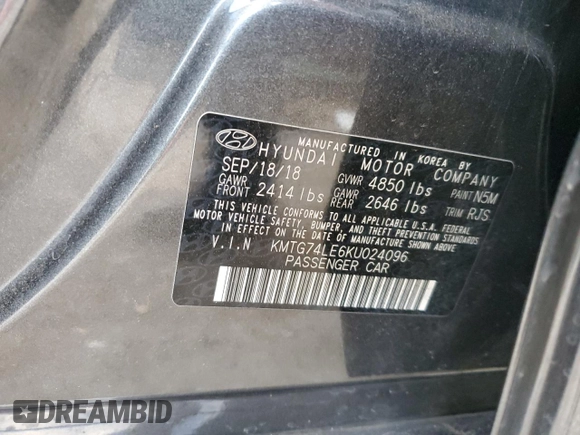 MANUFACTURED IN KOREA BY
HYUNDAI MOTOR COMPANY
SEP/18/18 GVWR 4850 lbs PAINT N5M
GAWR FRONT 2414 lbs GAWR REAR 2646 lbs TRIM RJS
THIS VEHICLE CONFORMS TO ALL APPLICABLE U.S.A. FEDERAL
MOTOR VEHICLE SAFETY, BUMPER, AND THEFT PREVENTION
STANDARDS IN EFFECT ON THE DATE OF MANUFACTURE SHOWN ABOVE.
V.I.N KMTG74LE6KU024096
PASSENGER CAR
DREAMBID